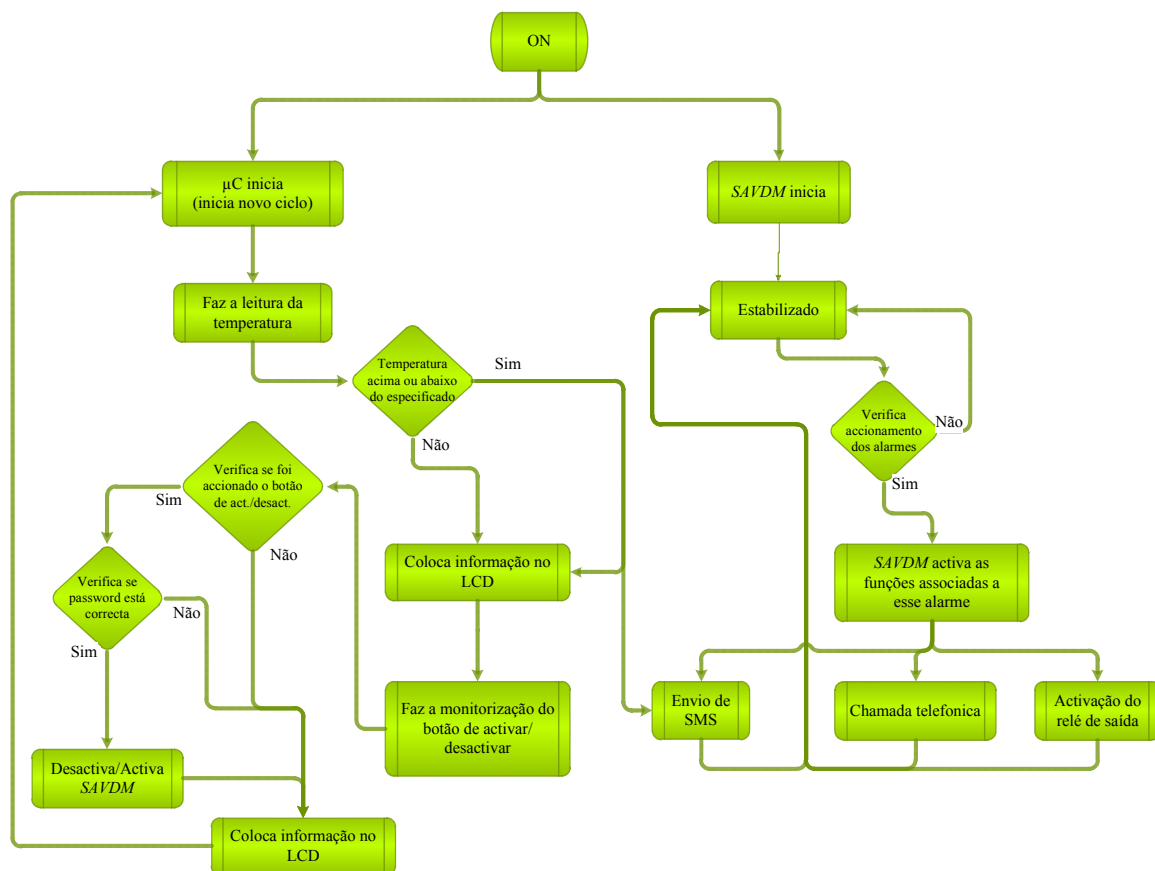 ON
µC inicia
(inicia novo ciclo)
SAVDM inicia
Faz a leitura da
temperatura
Estabilizado
Temperatura
acima ou abaixo
do especificado
Sim
Não
Verifica
accionamento
dos alarmes
Não
Sim
Verifica se foi
accionado o botão
de act./desact.
Sim
Não
Coloca informação no
LCD
SAVDM activa as
funções associadas a
esse alarme
Verifica se
password está
correcta
Não
Sim
Faz a monitorização do
botão de activar/
desactivar
Envio de
SMS
Chamada telefonica
Activação do
relé de saída
Desactiva/Activa
SAVDM
Coloca informação no
LCD